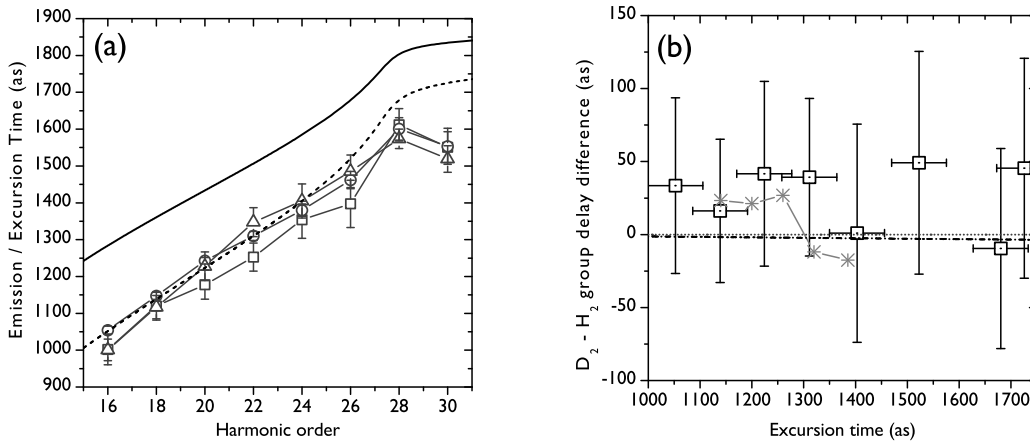 (a)
Emission / Excursion Time (as)
1900
1800
1700
1600
1500
1400
1300
1200
1100
1000
900
16 18 20 22 24 26 28 30
Harmonic order
(b)
D₂ - H₂ group delay difference (as)
150
100
50
0
-50
-100
1000 1100 1200 1300 1400 1500 1600 1700
Excursion time (as)